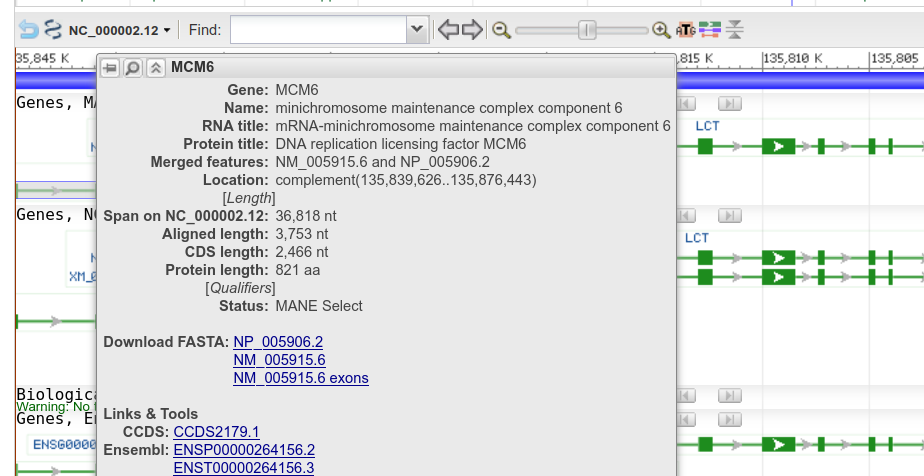 NC_000002.12 Find:
35,845 K ,815 K 135,810 K 135,805
MCM6
Genes, MA
LCT
Gene: MCM6
Name: minichromosome maintenance complex component 6
RNA title: mRNA-minichromosome maintenance complex component 6
Protein title: DNA replication licensing factor MCM6
Merged features: NM_005915.6 and NP_005906.2
Location: complement(135,839,626..135,876,443)
[Length]
Span on NC_000002.12: 36,818 nt
Aligned length: 3,753 nt
CDS length: 2,466 nt
Protein length: 821 aa
[Qualifiers]
Status: MANE Select
Download FASTA: NP_005906.2
NM_005915.6
NM_005915.6 exons
Links & Tools
CCDS: CCDS2179.1
Ensembl: ENSP00000264156.2
ENST00000264156.3
Genes, NC
LCT
XM_0
Biologica
Warning: No t
Genes, En
ENSG0000